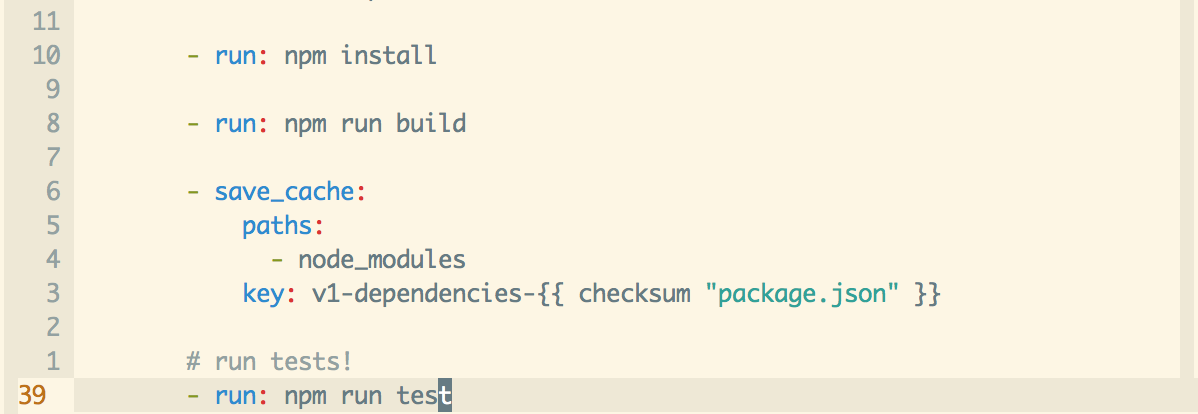 11
10 - run: npm install
9
8 - run: npm run build
7
6 - save_cache:
5 paths:
4 - node_modules
3 key: v1-dependencies-{{ checksum "package.json" }}
2
1 # run tests!
39 - run: npm run test